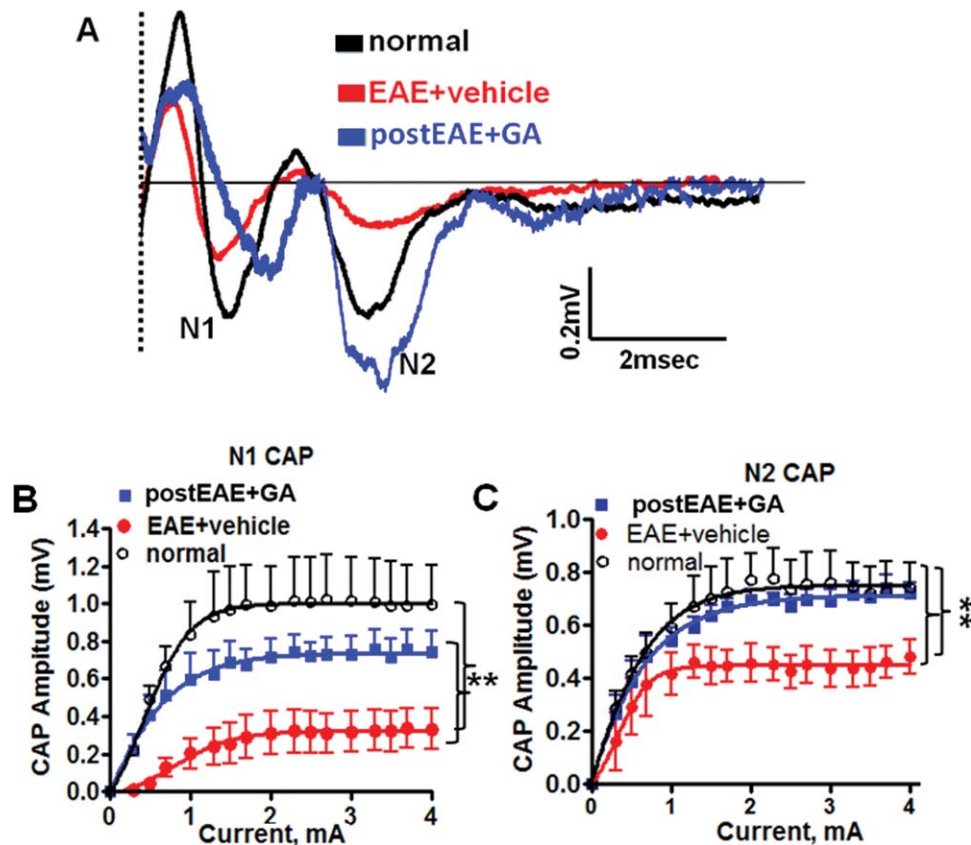 A
normal
EAE+vehicle
postEAE+GA
N1
N2
0.2mV
2msec
N1 CAP
B
postEAE+GA
EAE+vehicle
normal
CAP Amplitude (mV)
1.4
1.2
1.0
0.8
0.6
0.4
0.2
0.0
0 1 2 3 4
Current, mA
**
N2 CAP
C
postEAE+GA
EAE+vehicle
normal
CAP Amplitude (mV)
1.0
0.8
0.6
0.4
0.2
0.0
0 1 2 3 4
Current, mA
**